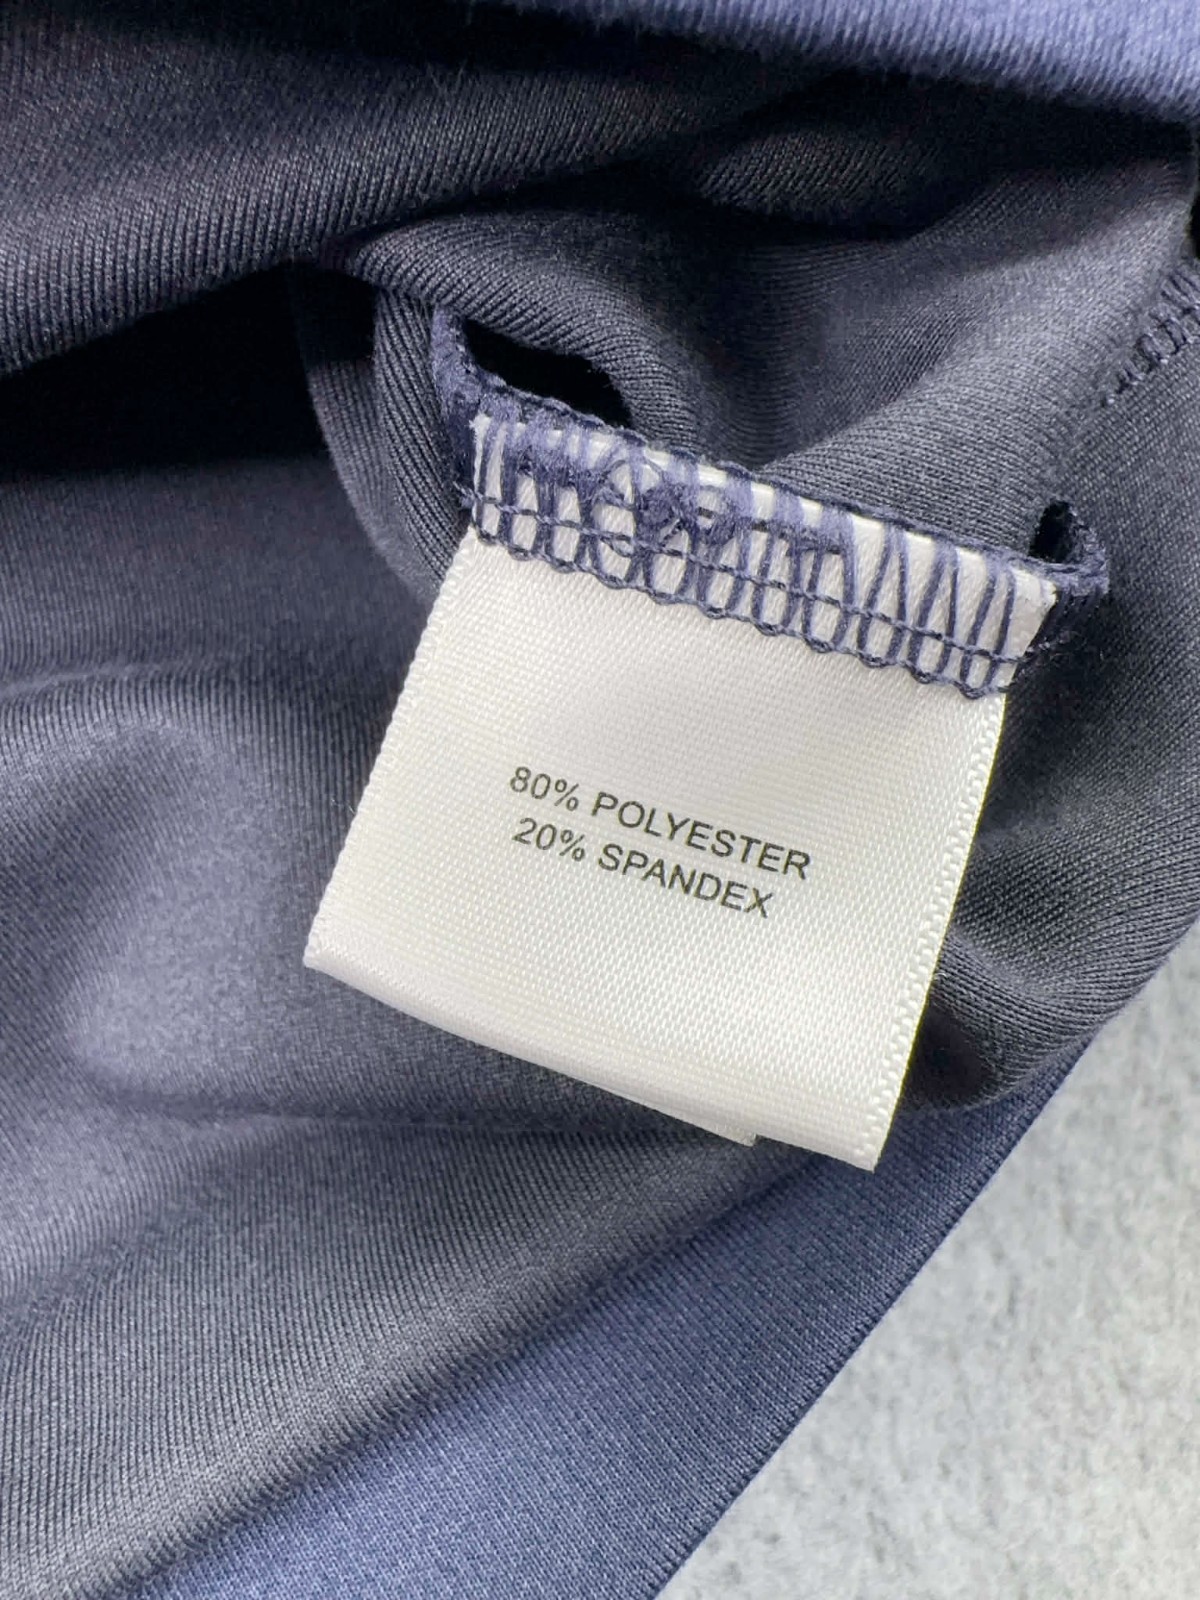 80% POLYESTER
20% SPANDEX